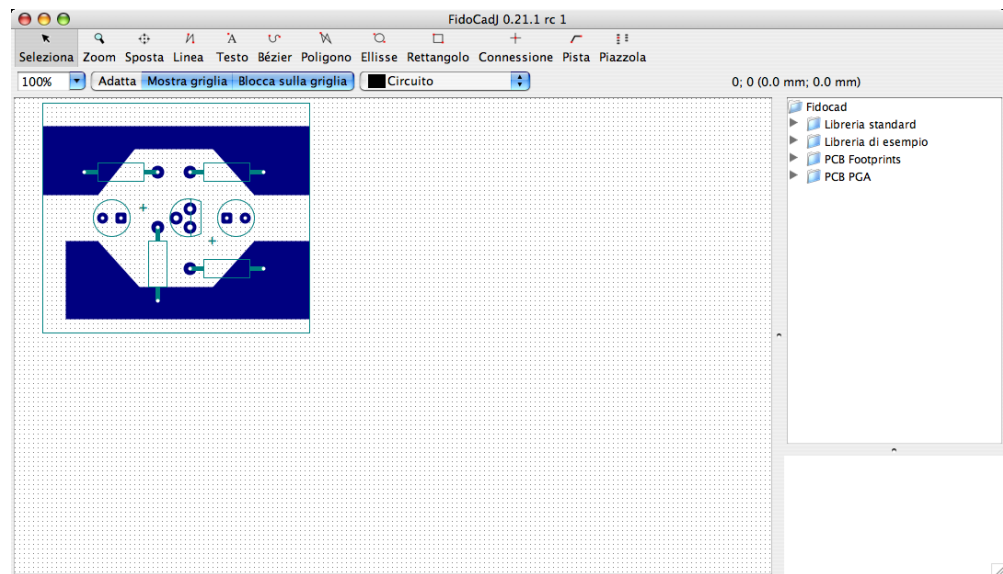 FidoCadJ 0.21.1 rc 1
Seleziona Zoom Sposta Linea Testo Bézier Poligono Ellisse Rettangolo Connessione Pista Piazzola
100% Adatta Mostra griglia Blocca sulla griglia Circuito 0; 0 (0.0 mm; 0.0 mm)
Fidocad
Libreria standard
Libreria di esempio
PCB Footprints
PCB PGA